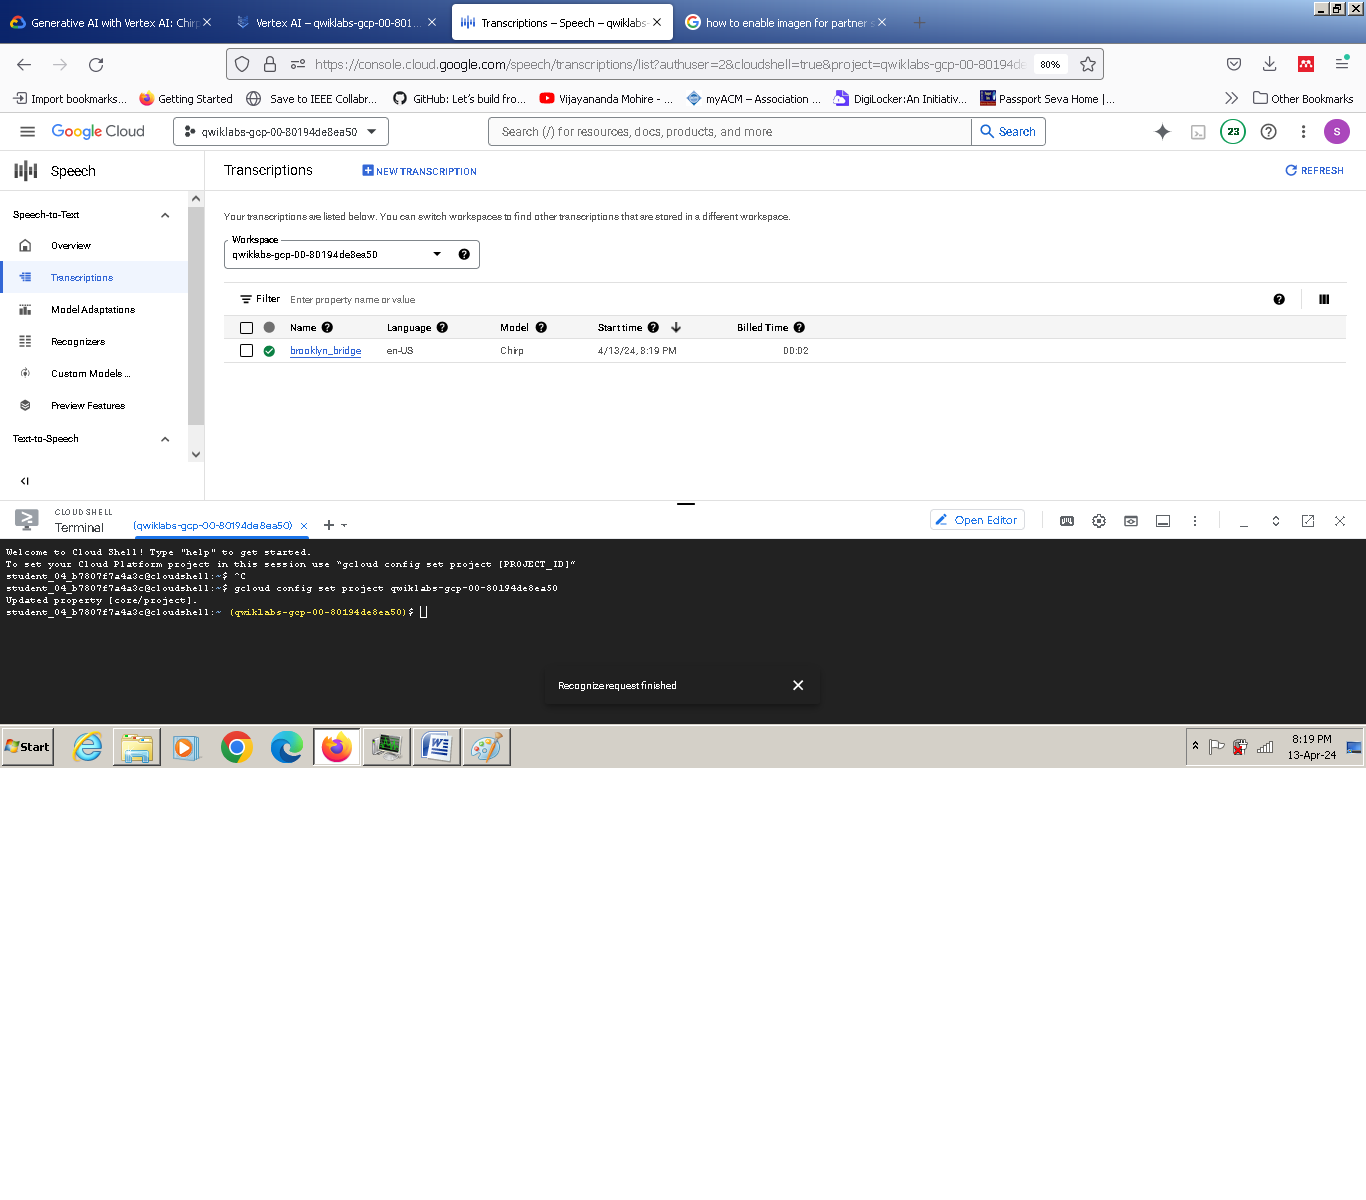 Generative AI with Vertex AI: Chirp
Vertex AI – qwiklabs-gcp-00-801...
Transcriptions – Speech – qwiklabs-
how to enable imagen for partner s
https://console.cloud.google.com/speech/transcriptions/list?authuser=2&cloudshell=true&project=qwiklabs-gcp-00-80194de
80%
Import bookmarks...
Getting Started
Save to IEEE Collabr...
GitHub: Let's build fro...
Vijayananda Mohire - ...
myACM – Association ...
DigiLocker:An Initiativ...
Passport Seva Home |...
Other Bookmarks
Google Cloud
qwiklabs-gcp-00-80194de8ea50
Search (/) for resources, docs, products, and more
Search
23
S
Speech
Transcriptions
NEW TRANSCRIPTION
REFRESH
Speech-to-Text
Overview
Transcriptions
Model Adaptations
Recognizers
Custom Models ...
Preview Features
Text-to-Speech
Your transcriptions are listed below. You can switch workspaces to find other transcriptions that are stored in a different workspace.
Workspace
qwiklabs-gcp-00-80194de8ea50
Filter Enter property name or value
Name Language Model Start time Billed Time
brooklyn_bridge en-US Chirp 4/13/24, 8:19 PM 00:02
CLOUD SHELL
Terminal
(qwiklabs-gcp-00-80194de8ea50)
Open Editor
Welcome to Cloud Shell! Type "help" to get started.
To set your Cloud Platform project in this session use "gcloud config set project [PROJECT_ID]"
student_04_b7807f7a4a3c@cloudshell:~$ ^C
student_04_b7807f7a4a3c@cloudshell:~$ gcloud config set project qwiklabs-gcp-00-80194de8ea50
Updated property [core/project].
student_04_b7807f7a4a3c@cloudshell:~ (qwiklabs-gcp-00-80194de8ea50)$
Recognize request finished
Start
8:19 PM
13-Apr-24